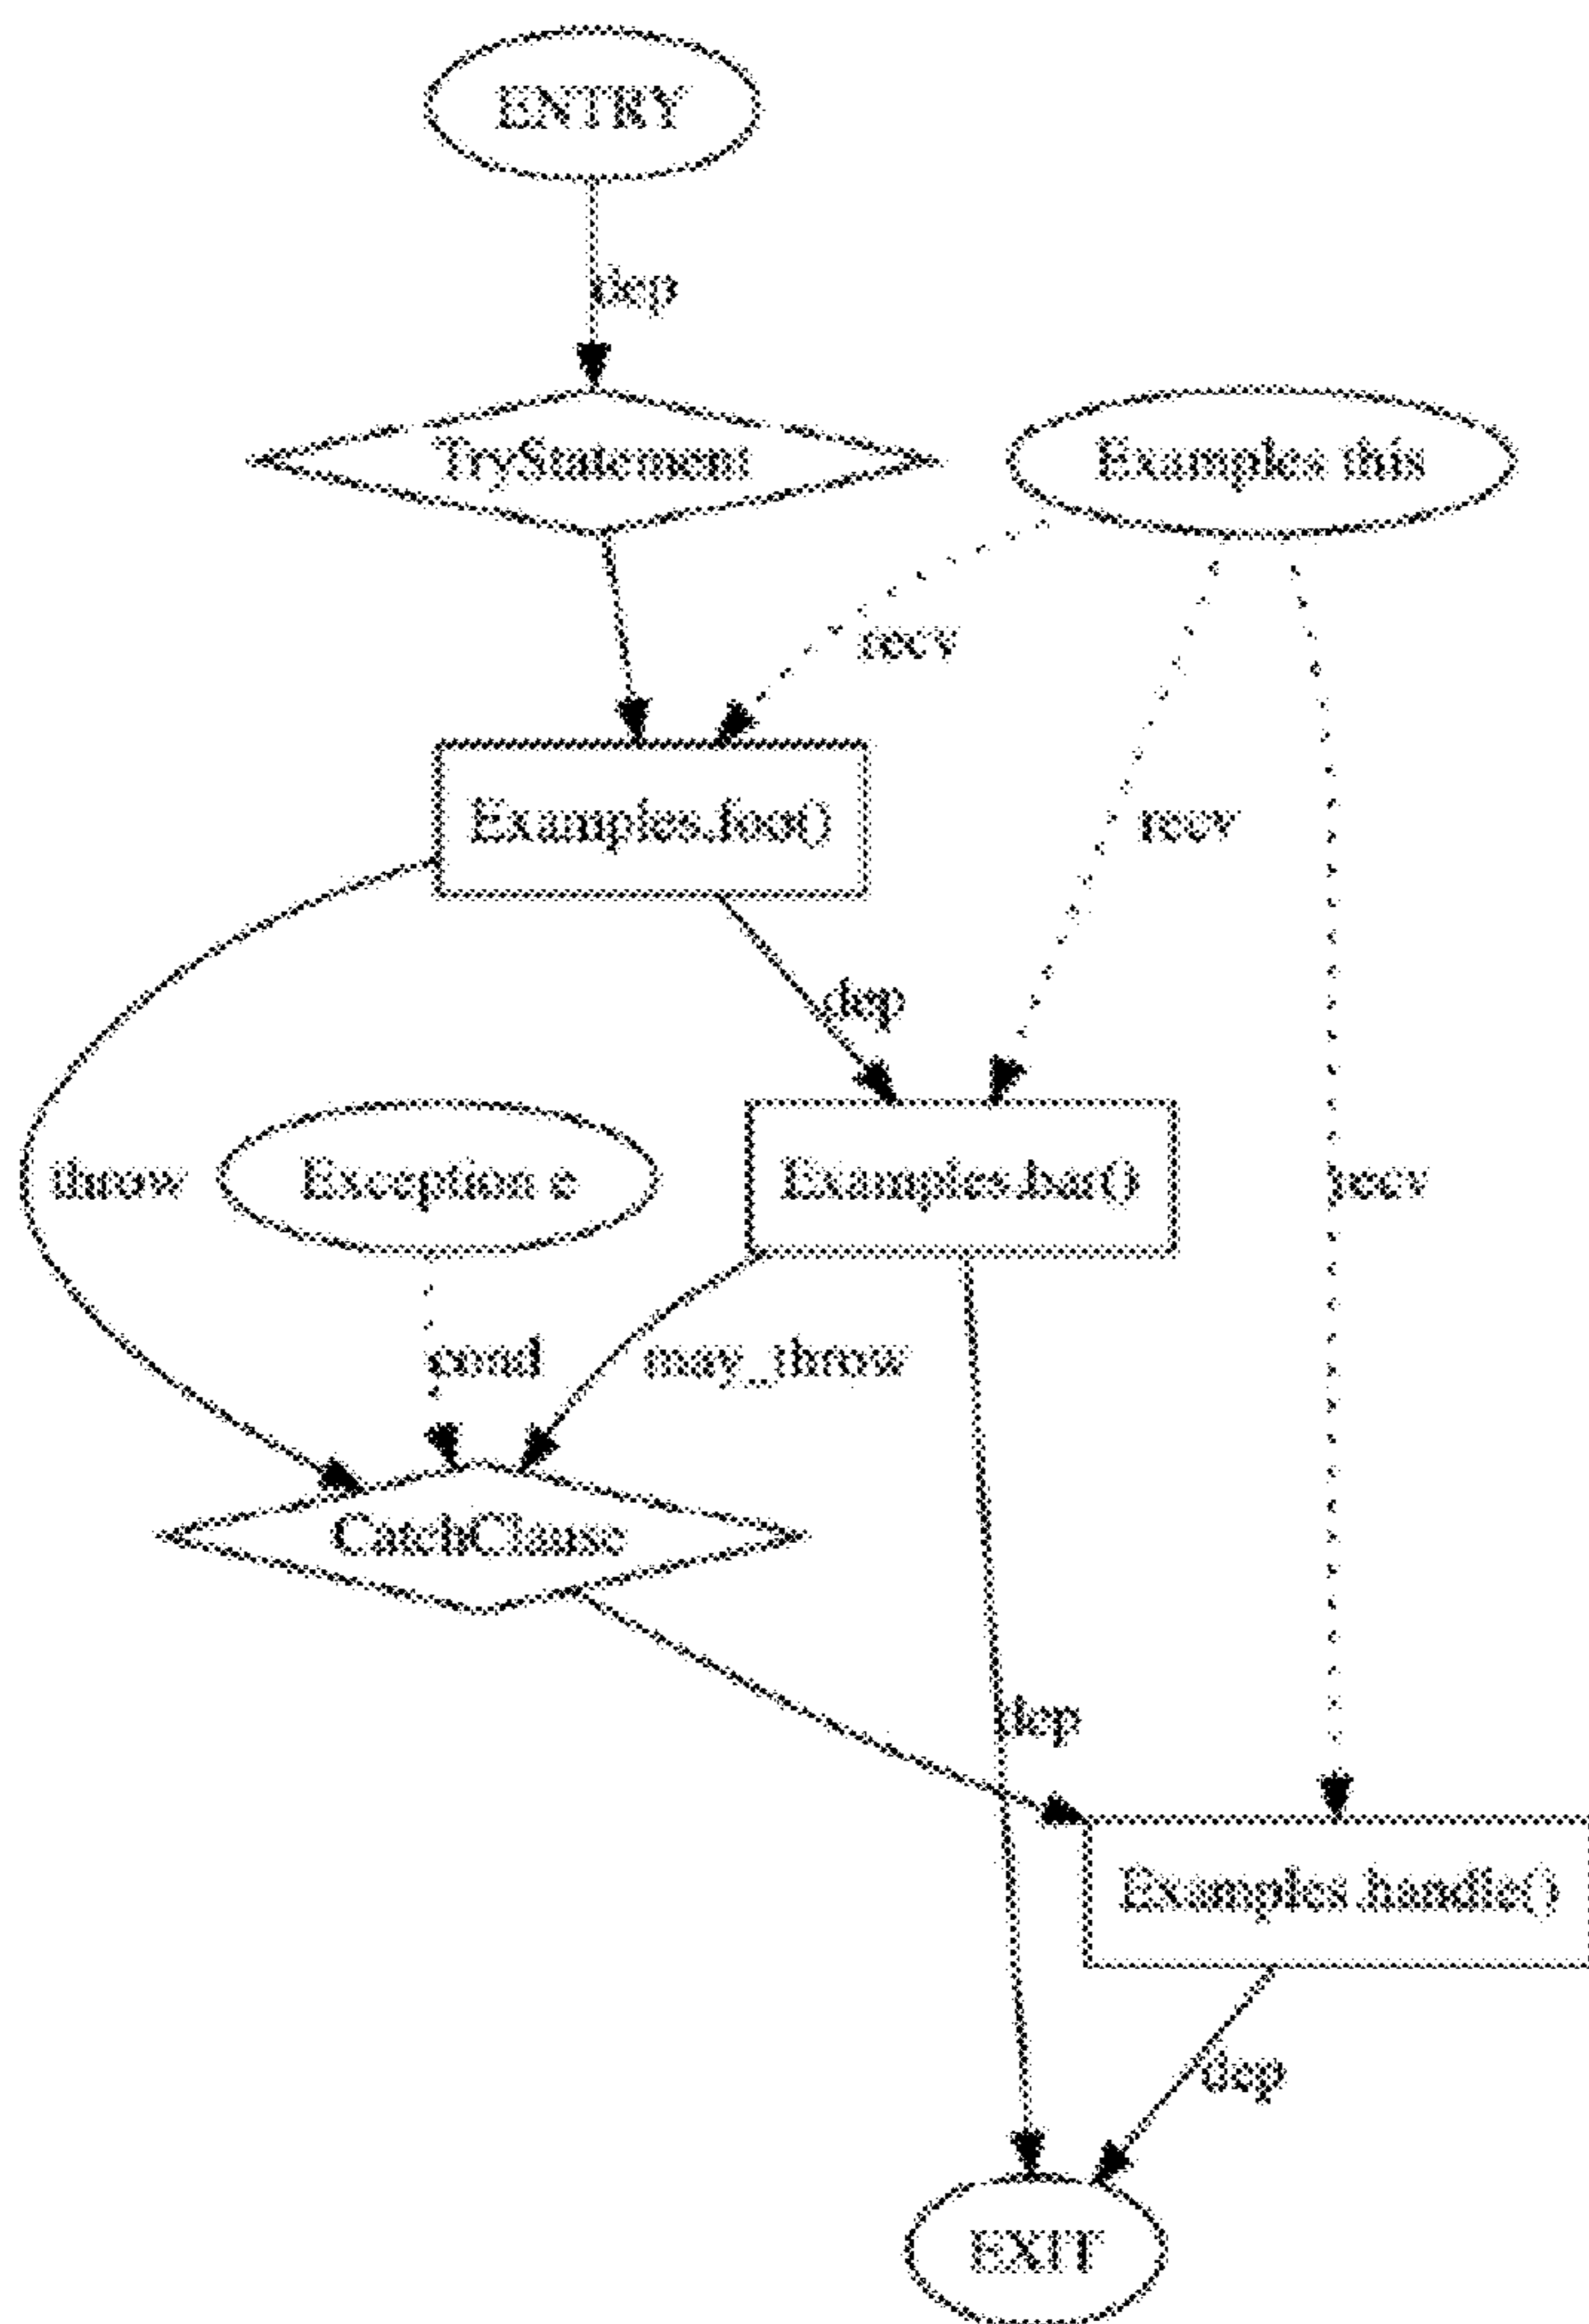 ENTRY
dep
TryStatement
Examples this
recv
Examples.foo()
recv
dep
throw
Exception e
Examples.bar()
recv
cond
may_throw
CatchClause
dep
Examples.handle()
dep
EXIT